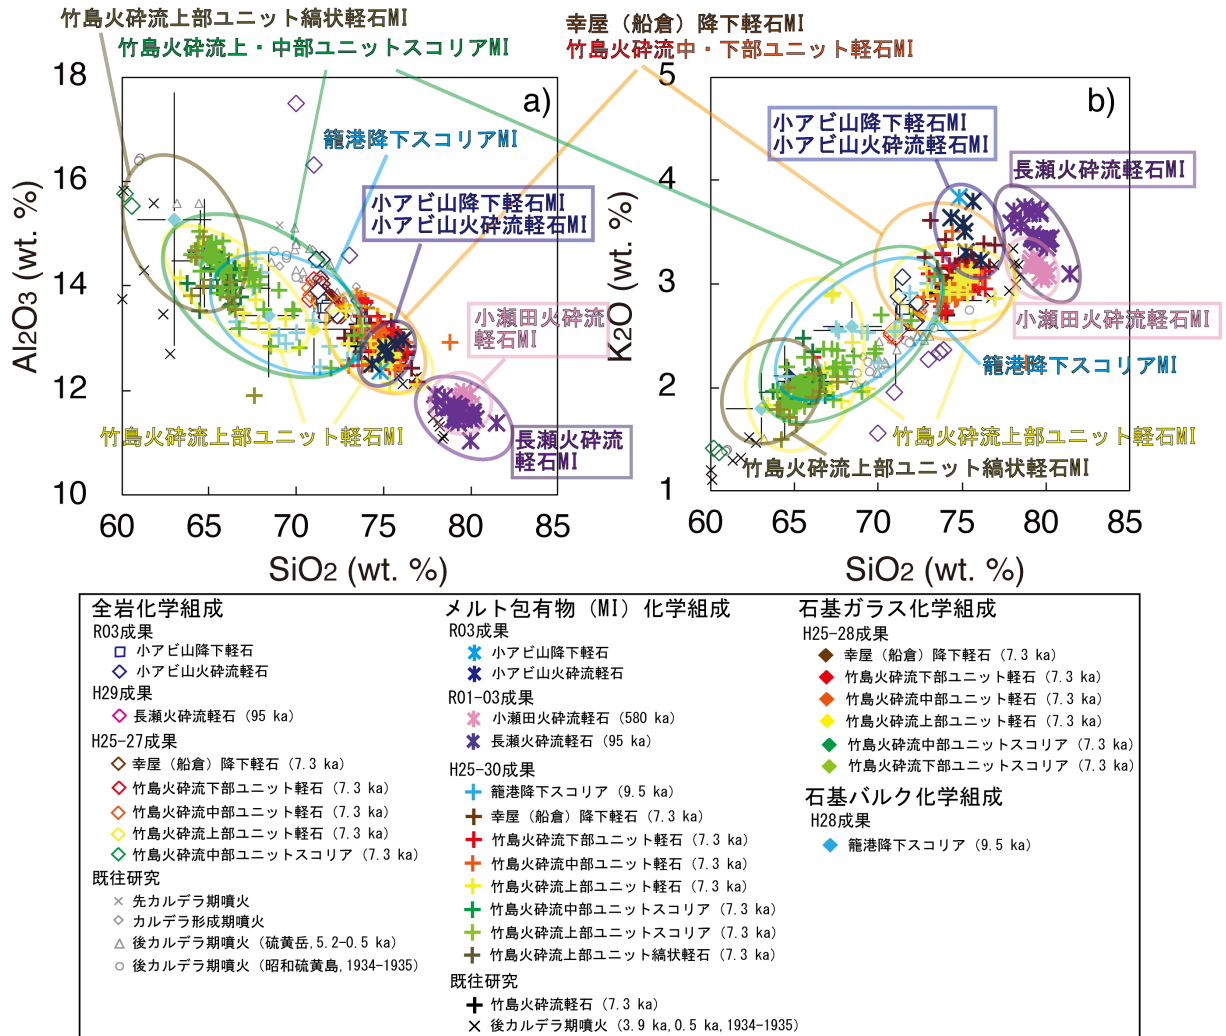 竹島火砕流上部ユニット縞状軽石MI
竹島火砕流上・中部ユニットスコリアMI
幸屋（船倉）降下軽石MI
竹島火砕流中・下部ユニット軽石MI
a)
18
16
14
12
10
60
65
70
75
80
85
Al2O3 (wt. %)
SiO2 (wt. %)
籠港降下スコリアMI
小アビ山降下軽石MI
小アビ山火砕流軽石MI
小瀬田火砕流
軽石MI
長瀬火砕流
軽石MI
竹島火砕流上部ユニット軽石MI
b)
5
4
3
2
1
60
65
70
75
80
85
K2O (wt. %)
SiO2 (wt. %)
小アビ山降下軽石MI
小アビ山火砕流軽石MI
長瀬火砕流軽石MI
小瀬田火砕流軽石MI
籠港降下スコリアMI
竹島火砕流上部ユニット軽石MI
竹島火砕流上部ユニット縞状軽石MI
全岩化学組成
R03成果
小アビ山降下軽石
小アビ山火砕流軽石
H29成果
長瀬火砕流軽石（95 ka）
H25-27成果
幸屋（船倉）降下軽石（7.3 ka）
竹島火砕流下部ユニット軽石（7.3 ka）
竹島火砕流中部ユニット軽石（7.3 ka）
竹島火砕流上部ユニット軽石（7.3 ka）
竹島火砕流中部ユニットスコリア（7.3 ka）
既往研究
先カルデラ期噴火
カルデラ形成期噴火
後カルデラ期噴火（硫黄岳,5.2-0.5 ka）
後カルデラ期噴火（昭和硫黄島,1934-1935）
メルト包有物（MI）化学組成
R03成果
小アビ山降下軽石
小アビ山火砕流軽石
R01-03成果
小瀬田火砕流軽石（580 ka）
長瀬火砕流軽石（95 ka）
H25-30成果
籠港降下スコリア（9.5 ka）
幸屋（船倉）降下軽石（7.3 ka）
竹島火砕流下部ユニット軽石（7.3 ka）
竹島火砕流中部ユニット軽石（7.3 ka）
竹島火砕流上部ユニット軽石（7.3 ka）
竹島火砕流中部ユニットスコリア（7.3 ka）
竹島火砕流上部ユニットスコリア（7.3 ka）
竹島火砕流上部ユニット縞状軽石（7.3 ka）
既往研究
竹島火砕流軽石（7.3 ka）
後カルデラ期噴火（3.9 ka,0.5 ka,1934-1935）
石基ガラス化学組成
H25-28成果
幸屋（船倉）降下軽石（7.3 ka）
竹島火砕流下部ユニット軽石（7.3 ka）
竹島火砕流中部ユニット軽石（7.3 ka）
竹島火砕流上部ユニット軽石（7.3 ka）
竹島火砕流中部ユニットスコリア（7.3 ka）
竹島火砕流下部ユニットスコリア（7.3 ka）
石基バルク化学組成
H28成果
籠港降下スコリア（9.5 ka）